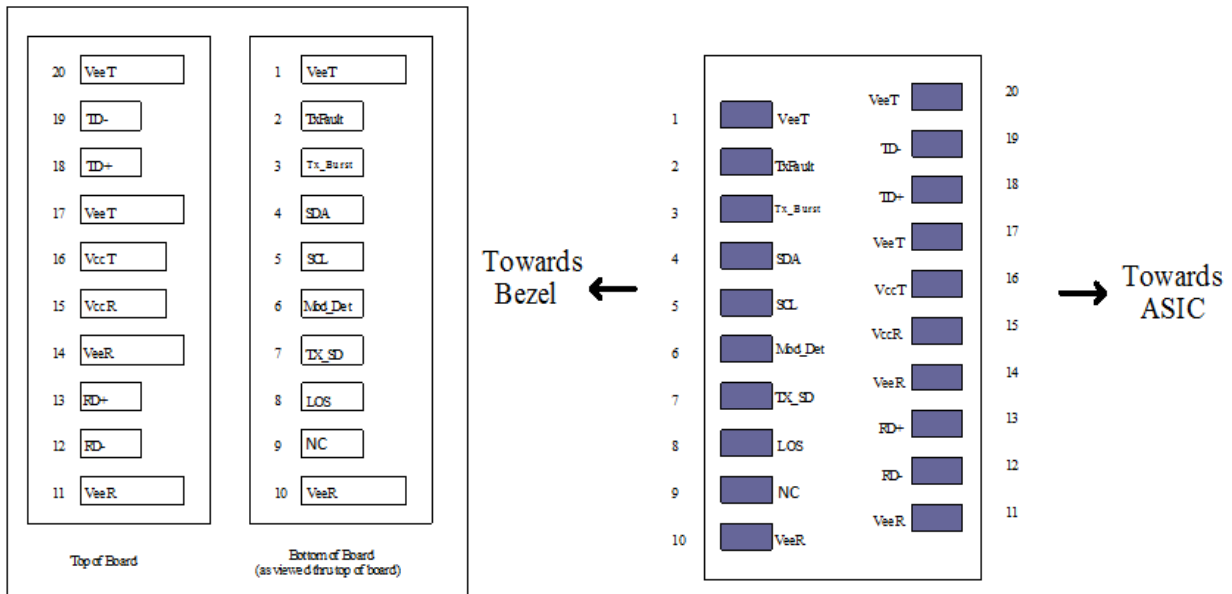 20 VeeT
19 TD-
18 TD+
17 VeeT
16 VccT
15 VccR
14 VeeR
13 RD+
12 RD-
11 VeeR
Top of Board
1 VeeT
2 TxFault
3 Tx_Burst
4 SDA
5 SCL
6 Mod_Det
7 TX_SD
8 LOS
9 NC
10 VeeR
Bottom of Board
(as viewed thru top of board)
Towards
Bezel
1 VeeT
2 TxFault
3 Tx_Burst
4 SDA
5 SCL
6 Mod_Det
7 TX_SD
8 LOS
9 NC
10 VeeR
VeeT 20
TD- 19
TD+ 18
VeeT 17
VccT 16
VccR 15
VeeR 14
RD+ 13
RD- 12
VeeR 11
Towards
ASIC